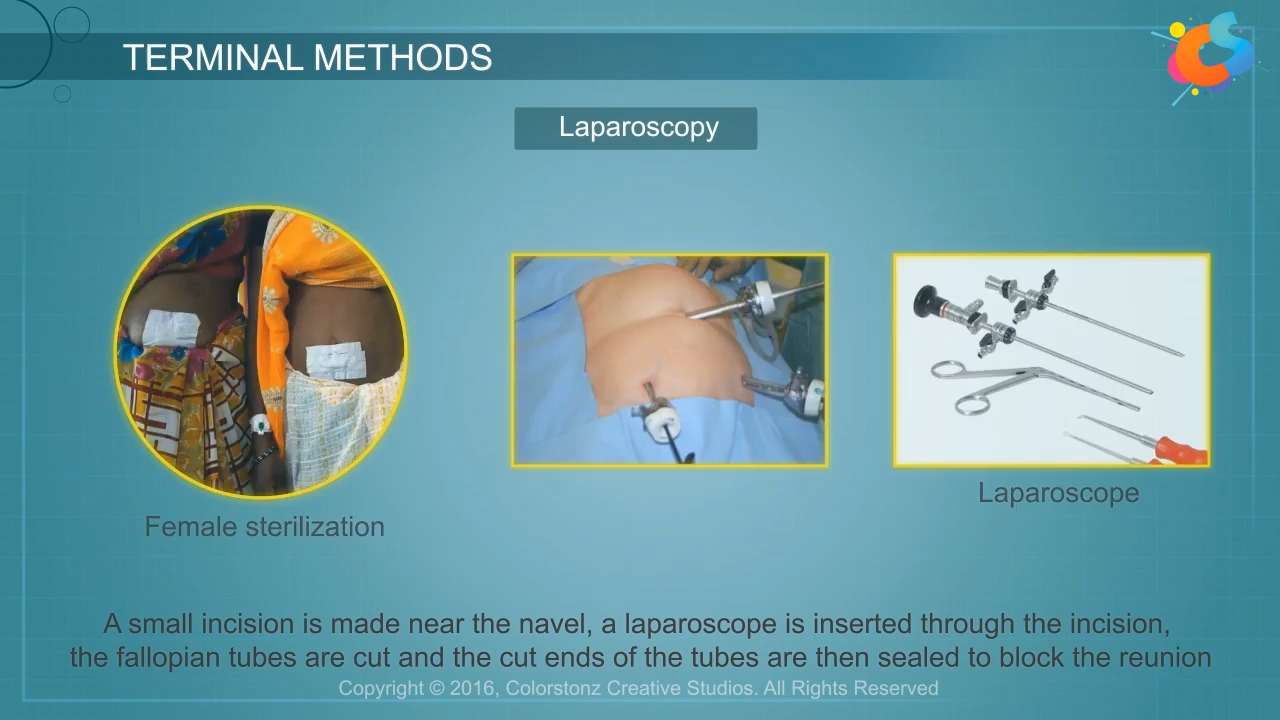 TERMINAL METHODS
Laparoscopy
Female sterilization
Laparoscope
A small incision is made near the navel, a laparoscope is inserted through the incision,
the fallopian tubes are cut and the cut ends of the tubes are then sealed to block the reunion
Copyright © 2016, Colorstonz Creative Studios. All Rights Reserved